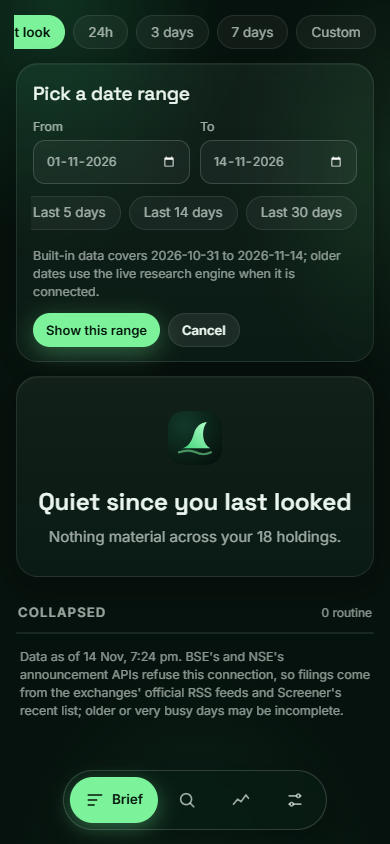 t look
24h
3 days
7 days
Custom
Pick a date range
From
To
01-11-2026
14-11-2026
Last 5 days
Last 14 days
Last 30 days
Built-in data covers 2026-10-31 to 2026-11-14; older
dates use the live research engine when it is
connected.
Show this range
Cancel
Quiet since you last looked
Nothing material across your 18 holdings.
COLLAPSED
0 routine
Data as of 14 Nov, 7:24 pm. BSE's and NSE's
announcement APIs refuse this connection, so filings come
from the exchanges' official RSS feeds and Screener's
recent list; older or very busy days may be incomplete.
Brief